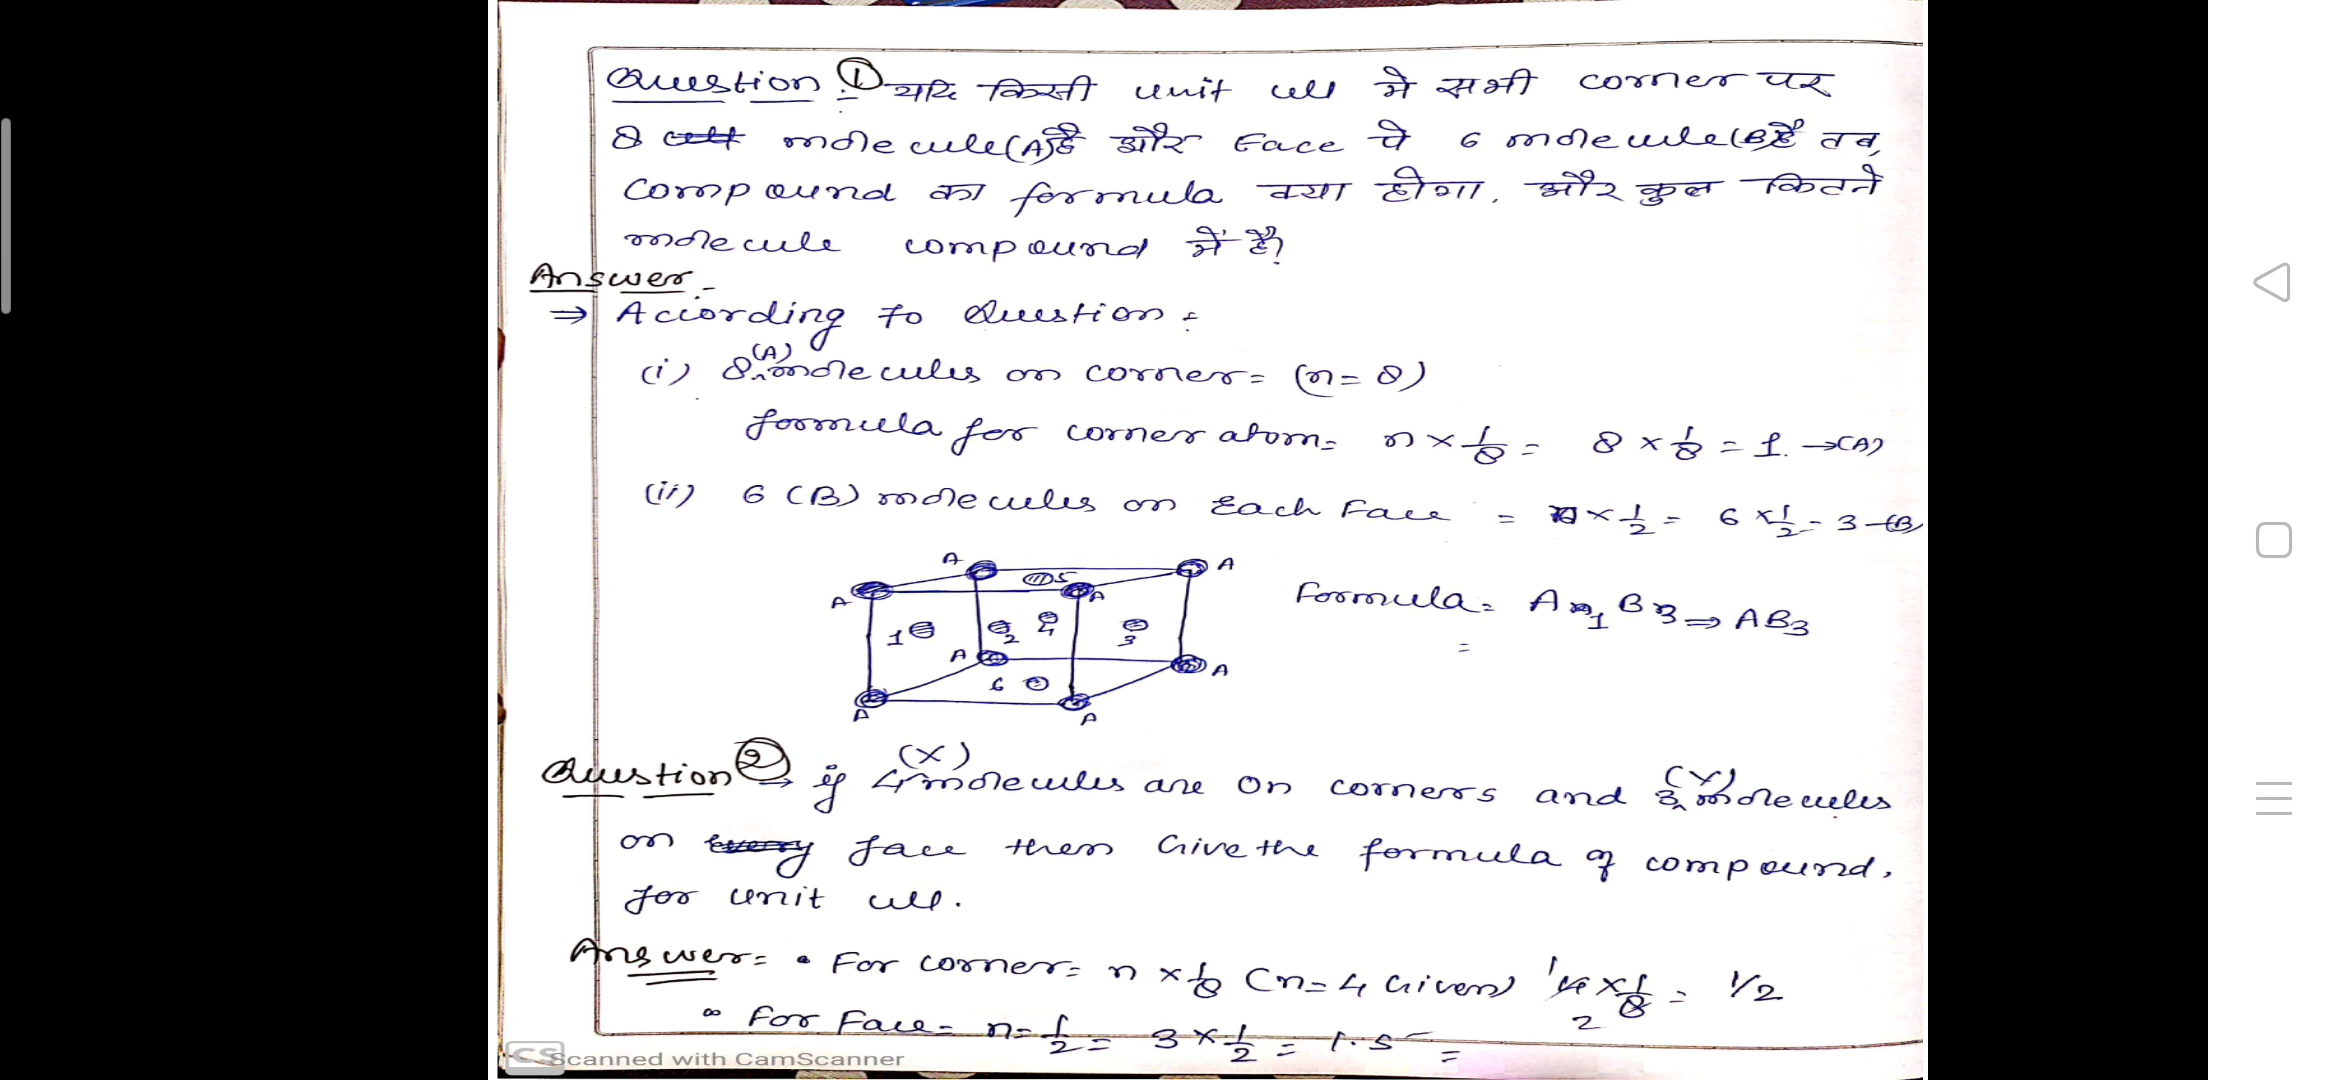 Question ① :- यदि किसी unit cell मे सभी corner पर
8 molecule(A)है और Face पे 6 molecule(B)हैं तब,
compound का formula क्या होगा, और कुल कितने
molecule compound में है?
Answer :-
⇒ According to Question :
(i) 8 (A) molecules on corner = (n = 8)
formula for corner atom = n × 1/8 = 8 × 1/8 = 1. →(A)
(ii) 6 (B) molecules on Each Face = n × 1/2 = 6 × 1/2 = 3 →(B)
A A
A 5 A
1 2 4 3
A A
6
A A
Formula = A1 B3 ⇒ AB3
=
Question ② → if 4 (X) molecules are on corners and 3 (Y) molecules
on every face then Give the formula of compound,
for unit cell.
Answer = • For corner = n × 1/8 (n = 4 Given) 4 × 1/8 = 1/2
• For Face = n = 1/2 = 3 × 1/2 = 1.5 =
CS Scanned with CamScanner